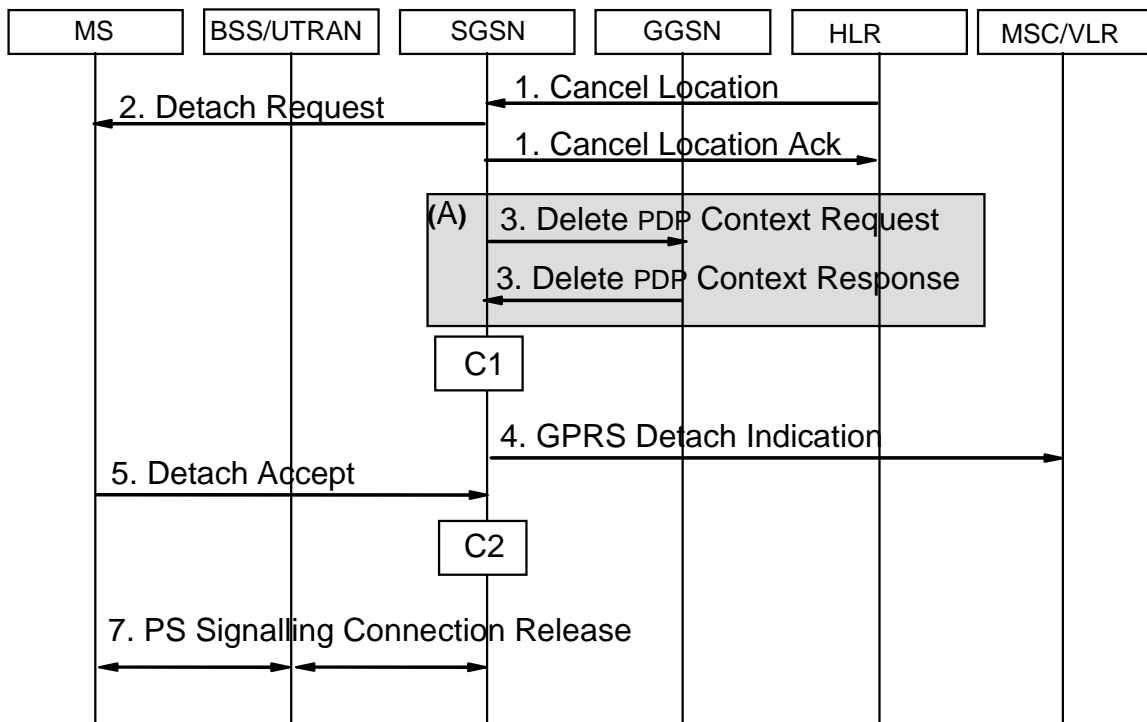 MS
BSS/UTRAN
SGSN
GGSN
HLR
MSC/VLR
1. Cancel Location
2. Detach Request
1. Cancel Location Ack
(A)
3. Delete PDP Context Request
3. Delete PDP Context Response
C1
4. GPRS Detach Indication
5. Detach Accept
C2
7. PS Signalling Connection Release